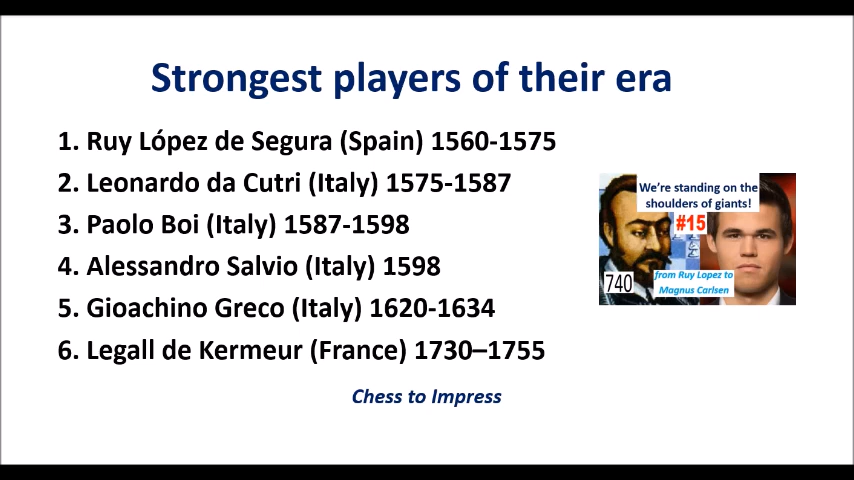 Strongest players of their era
1. Ruy López de Segura (Spain) 1560-1575
2. Leonardo da Cutri (Italy) 1575-1587
3. Paolo Boi (Italy) 1587-1598
4. Alessandro Salvio (Italy) 1598
5. Gioachino Greco (Italy) 1620-1634
6. Legall de Kermeur (France) 1730–1755
We're standing on the
shoulders of giants!
#15
from Ruy Lopez to
Magnus Carlsen
740
Chess to Impress